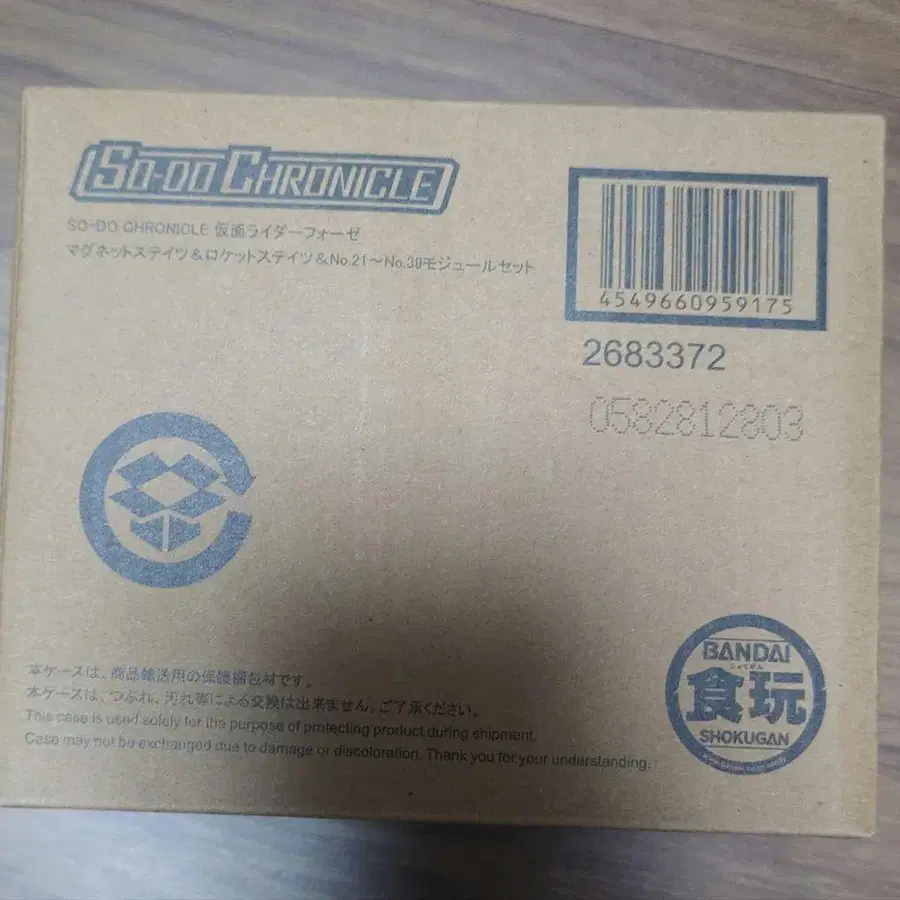 SO-DO CHRONICLE
SO-DO CHRONICLE 仮面ライダーフォーゼ
マグネットステイツ&ロケットステイツ&No.21～No.39モジュールセット
4549660959175
2683372
0582812803
本ケースは、商品輸送用の保護梱包材です。
本ケースは、つぶれ、汚れ等による交換は出来ません。ご了承ください。
This case is used solely for the purpose of protecting product during shipment.
Case may not be exchanged due to damage or discoloration. Thank you for your understanding.
BANDAI
しょくがん
食玩
SHOKUGAN